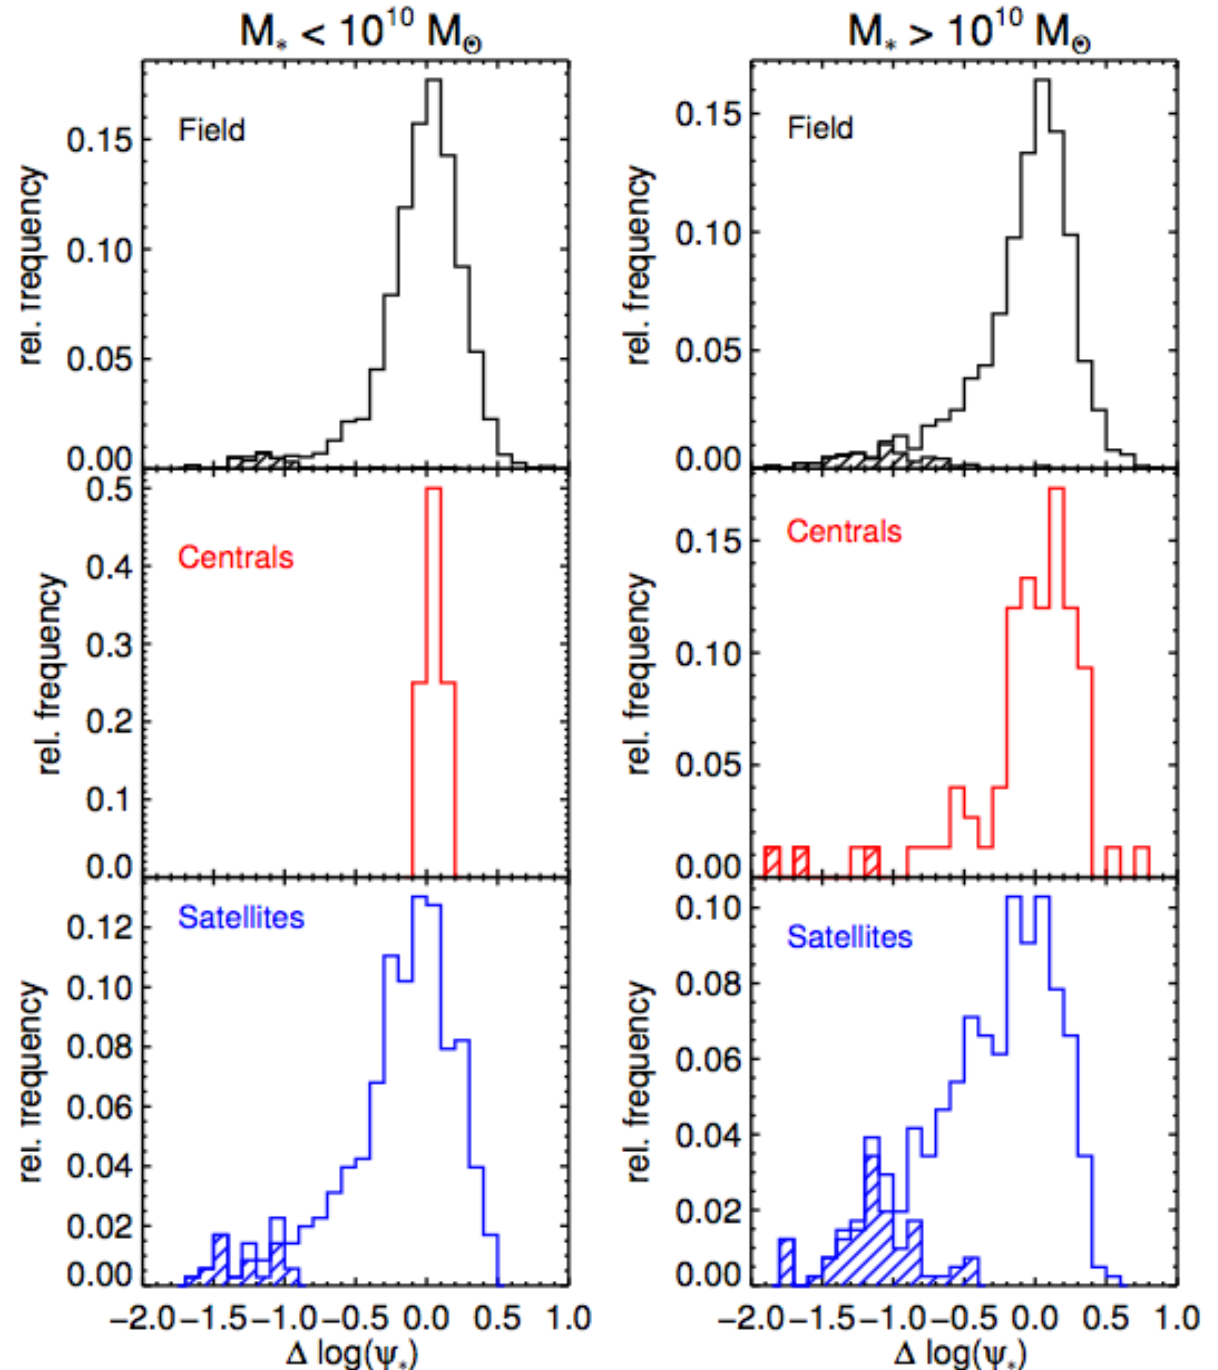 M* < 10^10 M☉
M* > 10^10 M☉
Field
rel. frequency
0.15
0.10
0.05
0.00
Field
rel. frequency
0.15
0.10
0.05
0.00
Centrals
rel. frequency
0.5
0.4
0.3
0.2
0.1
0.0
Centrals
rel. frequency
0.15
0.10
0.05
0.00
Satellites
rel. frequency
0.12
0.10
0.08
0.06
0.04
0.02
0.00
Satellites
rel. frequency
0.10
0.08
0.06
0.04
0.02
0.00
−2.0 −1.5 −1.0 −0.5 0.0 0.5 1.0
Δ log(ψ*)
−2.0 −1.5 −1.0 −0.5 0.0 0.5 1.0
Δ log(ψ*)